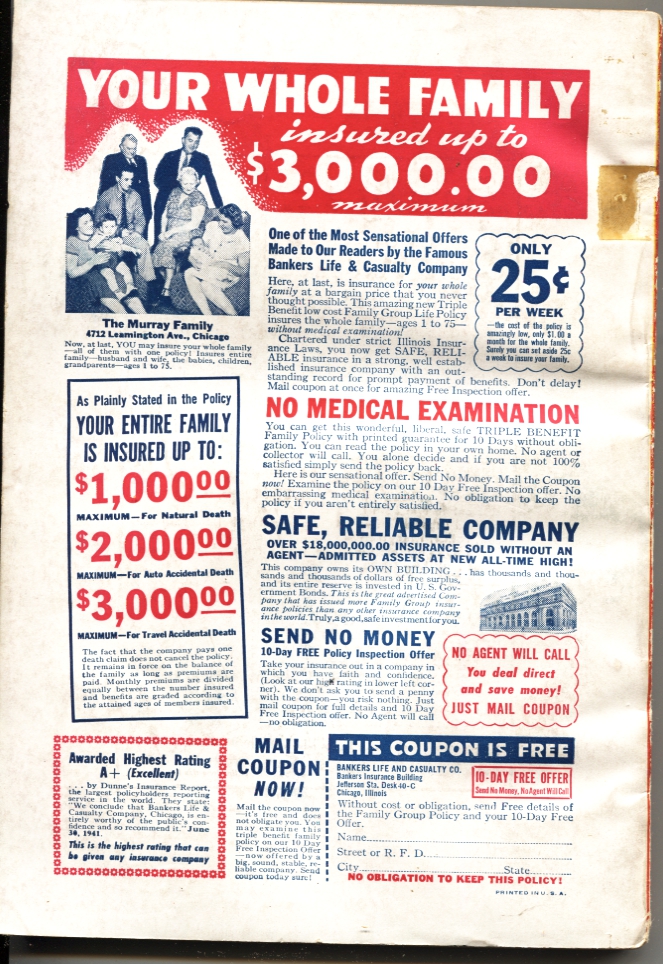 YOUR WHOLE FAMILY
insured up to
$3,000.00
maximum
The Murray Family
4712 Leamington Ave., Chicago
Now, at last, YOU may insure your whole family
—all of them with one policy! Insures entire
family—husband and wife, the babies, children,
grandparents—ages 1 to 75.
One of the Most Sensational Offers
Made to Our Readers by the Famous
Bankers Life & Casualty Company
Here, at last, is insurance for your whole
family at a bargain price that you never
thought possible. This amazing new Triple
Benefit low cost Family Group Life Policy
insures the whole family—ages 1 to 75—
without medical examination!
Chartered under strict Illinois Insur-
ance Laws, you now get SAFE, RELI-
ABLE insurance in a strong, well estab-
lished insurance company with an out-
standing record for prompt payment of benefits. Don't delay!
Mail coupon at once for amazing Free Inspection offer.
ONLY
25¢
PER WEEK
—the cost of the policy is
amazingly low, only $1.00 a
month for the whole family.
Surely you can set aside 25c
a week to insure your family.
As Plainly Stated in the Policy
YOUR ENTIRE FAMILY
IS INSURED UP TO:
$1,000.00
MAXIMUM—For Natural Death
$2,000.00
MAXIMUM—For Auto Accidental Death
$3,000.00
MAXIMUM—For Travel Accidental Death
The fact that the company pays one
death claim does not cancel the policy.
It remains in force on the balance of
the family as long as premiums are
paid. Monthly premiums are divided
equally between the number insured
and benefits are graded according to
the attained ages of members insured.
NO MEDICAL EXAMINATION
You can get this wonderful, liberal, safe TRIPLE BENEFIT
Family Policy with printed guarantee for 10 Days without obli-
gation. You can read the policy in your own home. No agent or
collector will call. You alone decide and if you are not 100%
satisfied simply send the policy back.
Here is our sensational offer. Send No Money. Mail the Coupon
now! Examine the policy on our 10 Day Free Inspection offer. No
embarrassing medical examination. No obligation to keep the
policy if you aren't entirely satisfied.
SAFE, RELIABLE COMPANY
OVER $18,000,000.00 INSURANCE SOLD WITHOUT AN
AGENT—ADMITTED ASSETS AT NEW ALL-TIME HIGH!
This company owns its OWN BUILDING . . . has thousands and thou-
sands and thousands of dollars of free surplus,
and its entire reserve is invested in U. S. Gov-
ernment Bonds. This is the great advertised Com-
pany that has issued more Family Group insur-
ance policies than any other insurance company
in the world. Truly, a good, safe investment for you.
SEND NO MONEY
10-Day FREE Policy Inspection Offer
Take your insurance out in a company in
which you have faith and confidence.
(Look at our high rating in lower left cor-
ner). We don't ask you to send a penny
with the coupon—you risk nothing. Just
mail coupon for full details and 10 Day
Free Inspection offer. No Agent will call
—no obligation.
NO AGENT WILL CALL
You deal direct
and save money!
JUST MAIL COUPON
Awarded Highest Rating
A+ (Excellent)
. . . by Dunne's Insurance Report,
the largest policyholders reporting
service in the world. They state:
"We conclude that Bankers Life &
Casualty Company, Chicago, is en-
tirely worthy of the public's con-
fidence and so recommend it." June
30, 1941.
This is the highest rating that can
be given any insurance company
MAIL
COUPON
NOW!
Mail the coupon now
—it's free and does
not obligate you. You
may examine this
triple benefit family
policy on our 10 Day
Free Inspection Offer
—now offered by a
big, sound, stable, re-
liable company. Send
coupon today sure!
THIS COUPON IS FREE
BANKERS LIFE AND CASUALTY CO.
Bankers Insurance Building
Jefferson Sta. Desk 40-C
Chicago, Illinois
10-DAY FREE OFFER
Send No Money, No Agent Will Call
Without cost or obligation, send Free details of
the Family Group Policy and your 10-Day Free
Offer.
Name
Street or R. F. D.
City State
NO OBLIGATION TO KEEP THIS POLICY!
PRINTED IN U. S. A.